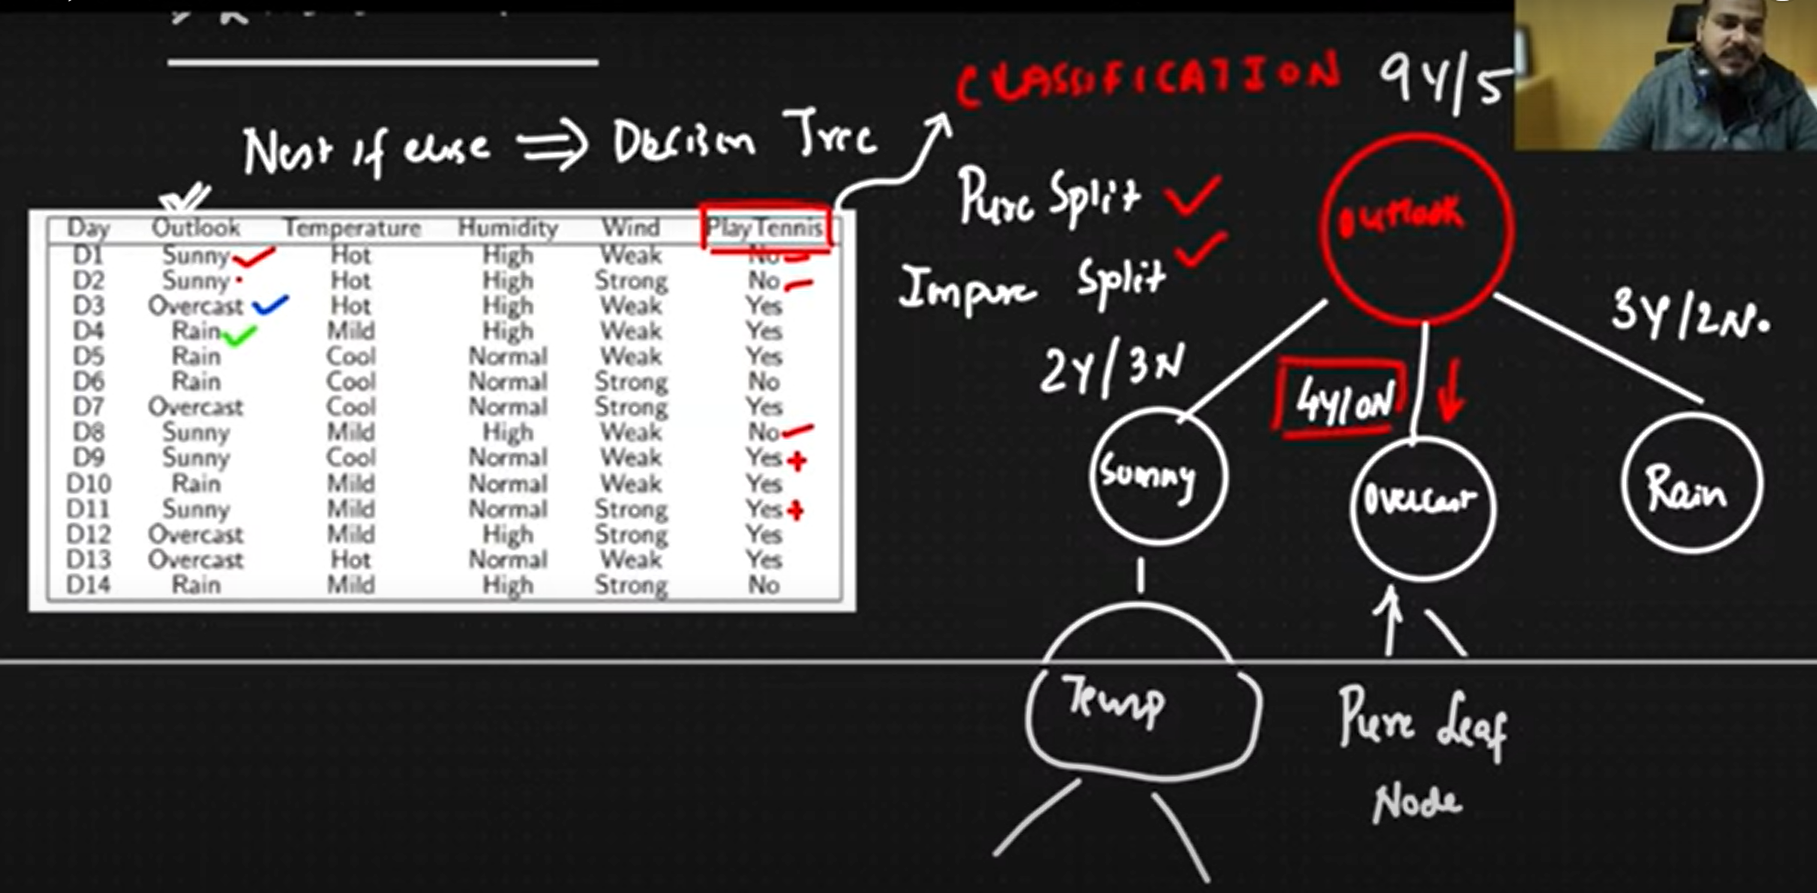 CLASSIFICATION 9Y/5
Nest if else ⇒ Decision Tree
Pure Split ✓
Impure Split ✓
Day Outlook Temperature Humidity Wind PlayTennis
D1 Sunny Hot High Weak No
D2 Sunny Hot High Strong No
D3 Overcast Hot High Weak Yes
D4 Rain Mild High Weak Yes
D5 Rain Cool Normal Weak Yes
D6 Rain Cool Normal Strong No
D7 Overcast Cool Normal Strong Yes
D8 Sunny Mild High Weak No
D9 Sunny Cool Normal Weak Yes +
D10 Rain Mild Normal Weak Yes
D11 Sunny Mild Normal Strong Yes +
D12 Overcast Mild High Strong Yes
D13 Overcast Hot Normal Weak Yes
D14 Rain Mild High Strong No
Outlook
2Y/3N
4Y/0N
3Y/2N.
Sunny
Overcast
Rain
Temp
Pure Leaf
Node